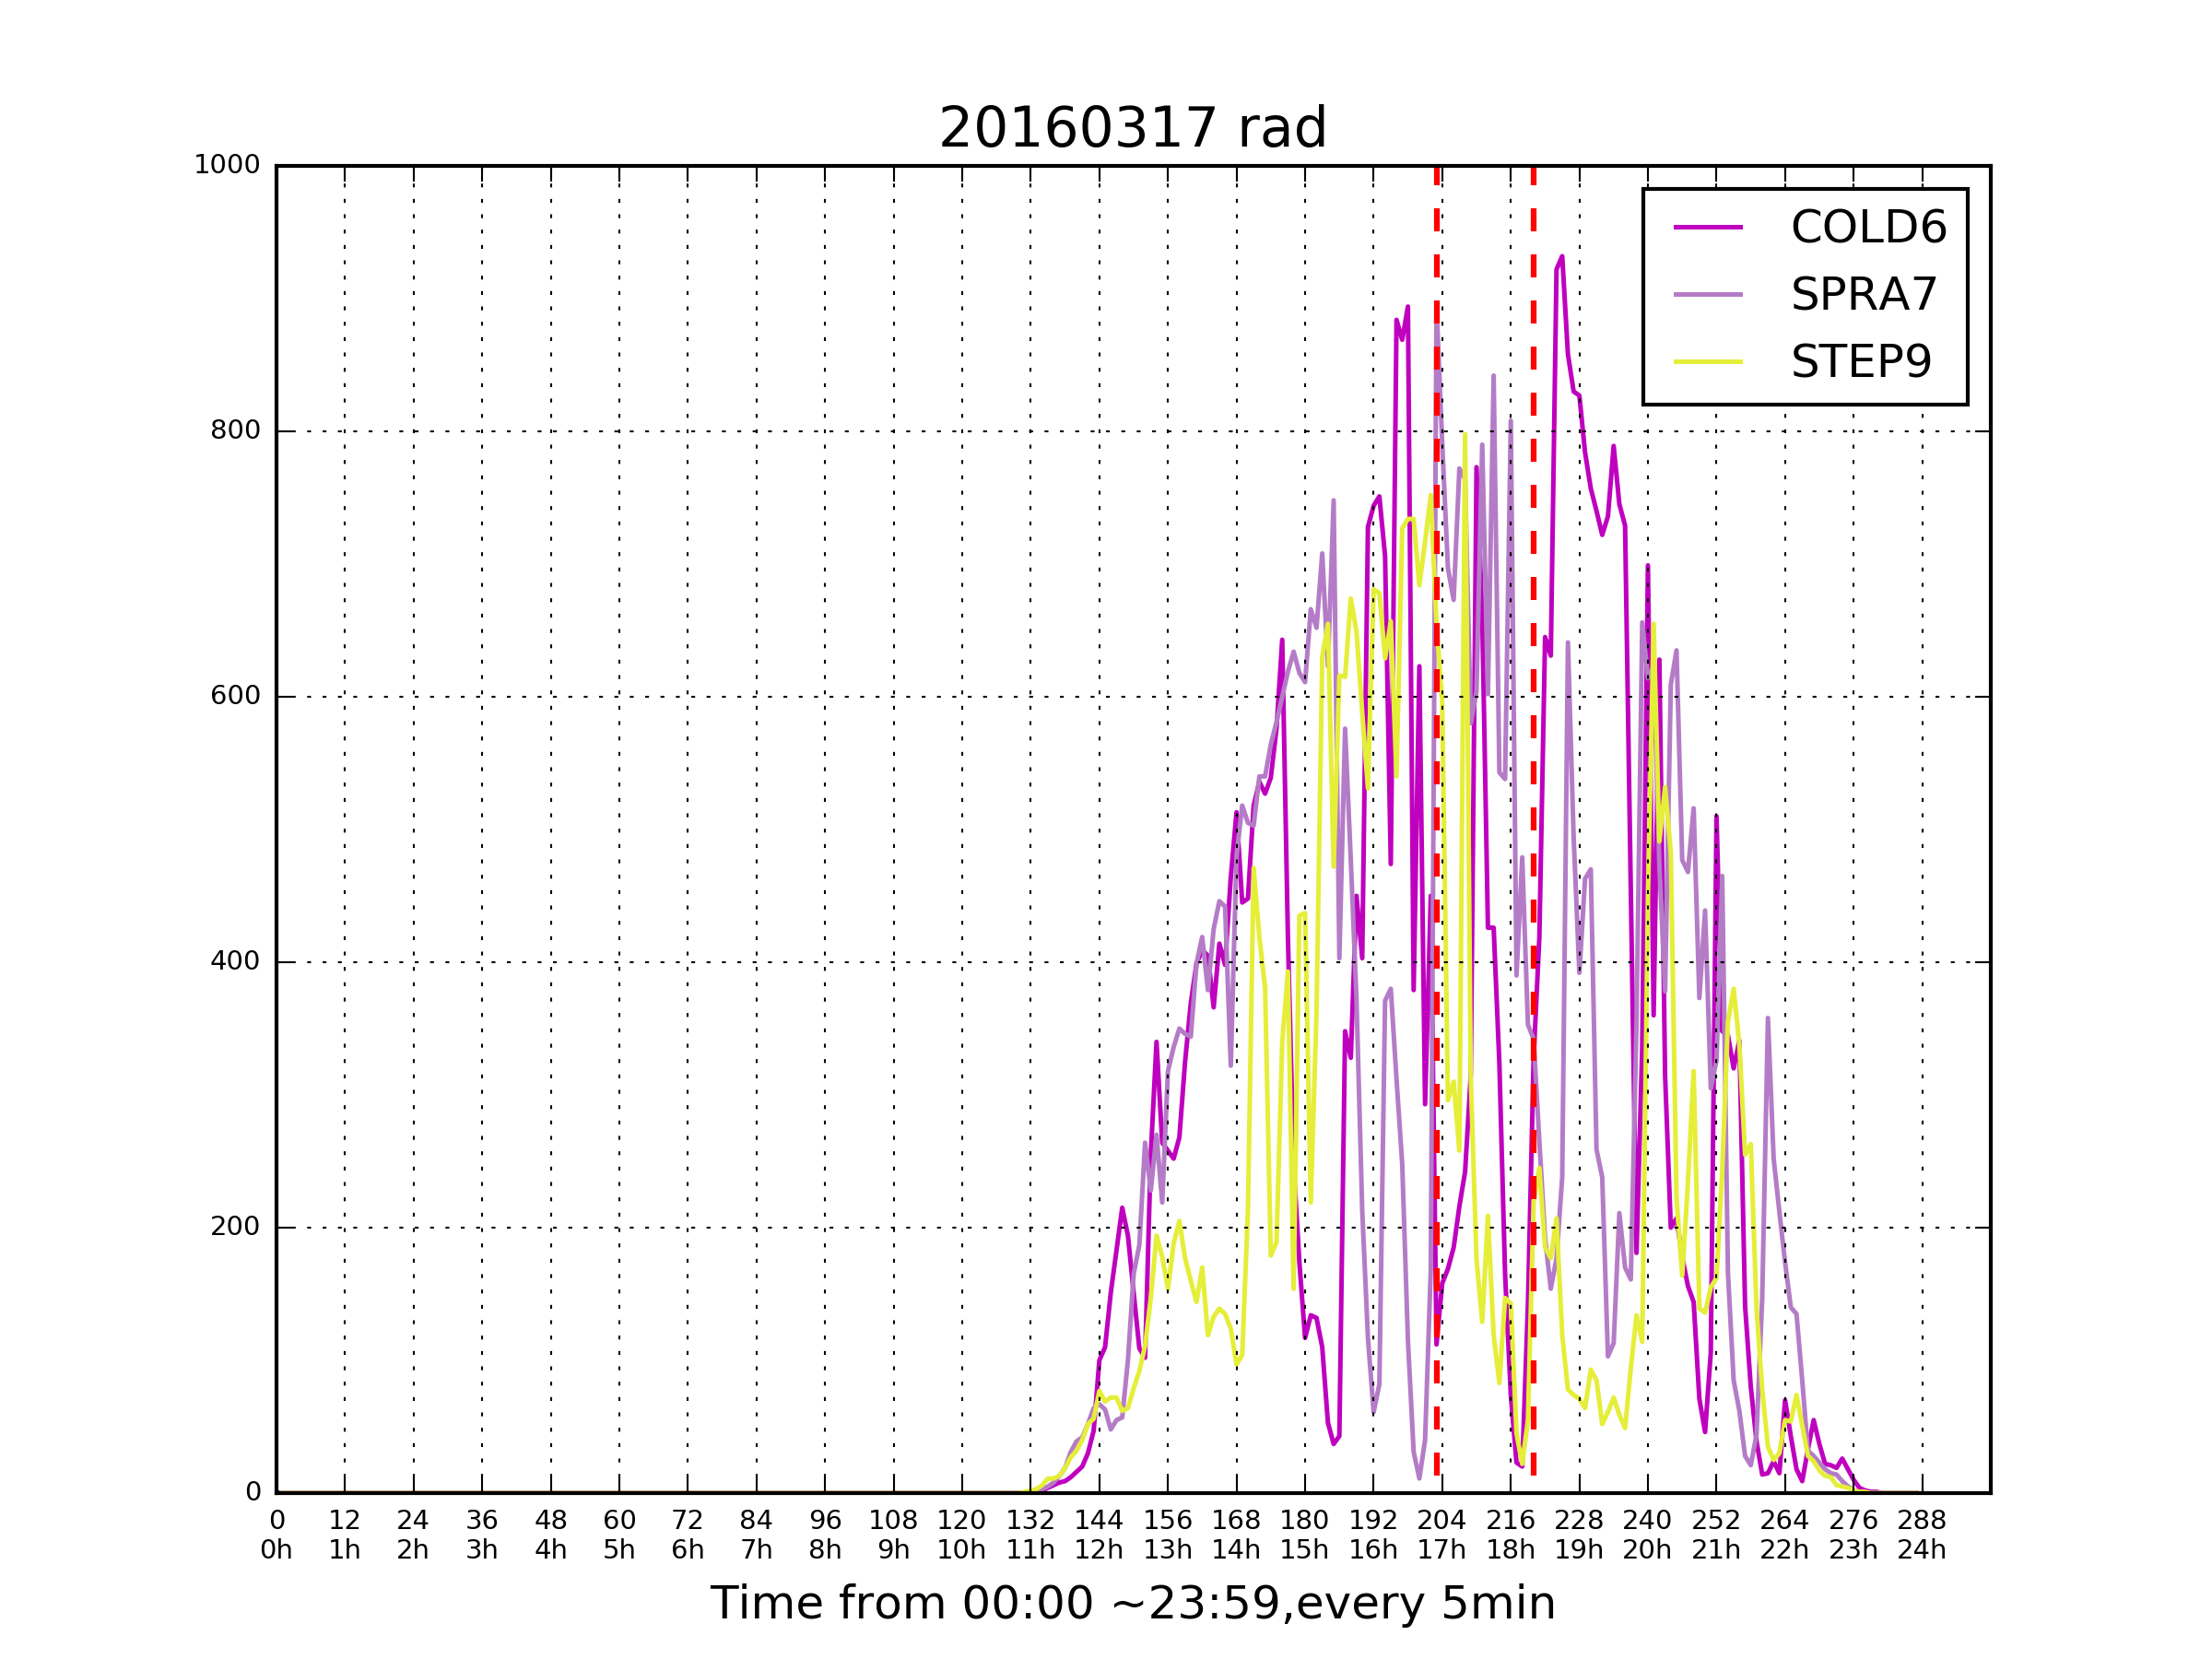 20160317 rad
1000
800
600
400
200
0
COLD6
SPRA7
STEP9
0 12 24 36 48 60 72 84 96 108 120 132 144 156 168 180 192 204 216 228 240 252 264 276 288
0h 1h 2h 3h 4h 5h 6h 7h 8h 9h 10h 11h 12h 13h 14h 15h 16h 17h 18h 19h 20h 21h 22h 23h 24h
Time from 00:00 ~23:59,every 5min